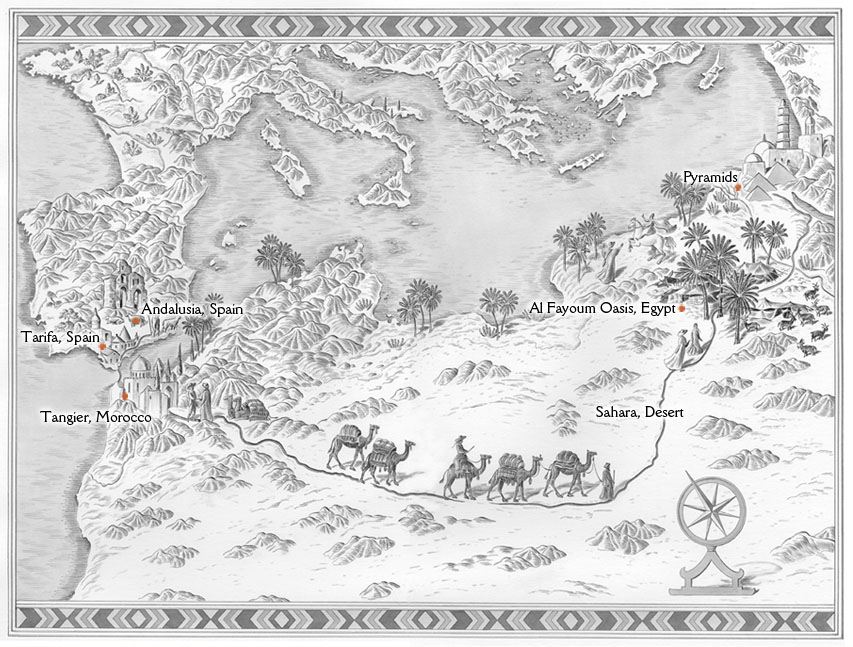 Pyramids
Andalusia, Spain
Al Fayoum Oasis, Egypt
Tarifa, Spain
Sahara, Desert
Tangier, Morocco